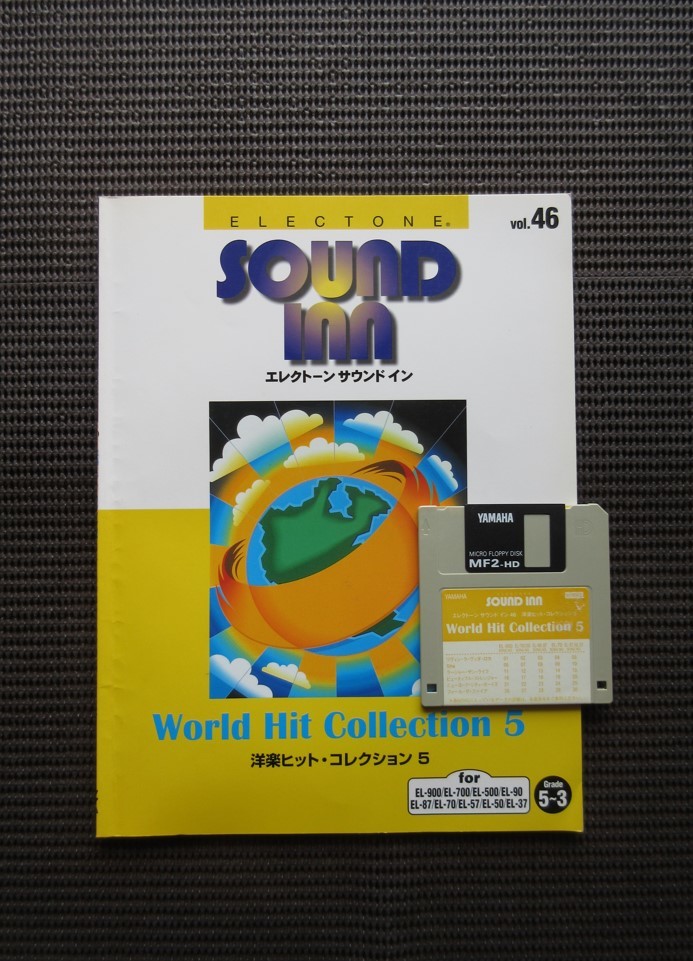 ELECTONE®
vol.46
SOUND
INN
エレクトーン サウンド イン
YAMAHA
MICRO FLOPPY DISK
MF2-HD
YAMAHA
SOUND INN
World Hit Collection 5
World Hit Collection 5
洋楽ヒット・コレクション 5
for
EL-900/EL-700/EL-500/EL-90
EL-87/EL-70/EL-57/EL-50/EL-37
Grade
5~3